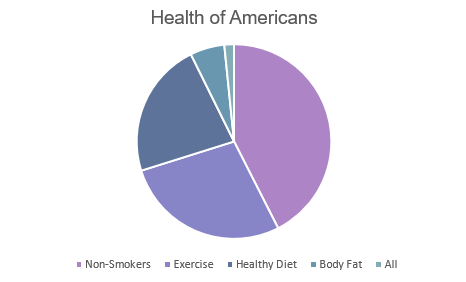 Health of Americans
Non-Smokers Exercise Healthy Diet Body Fat All